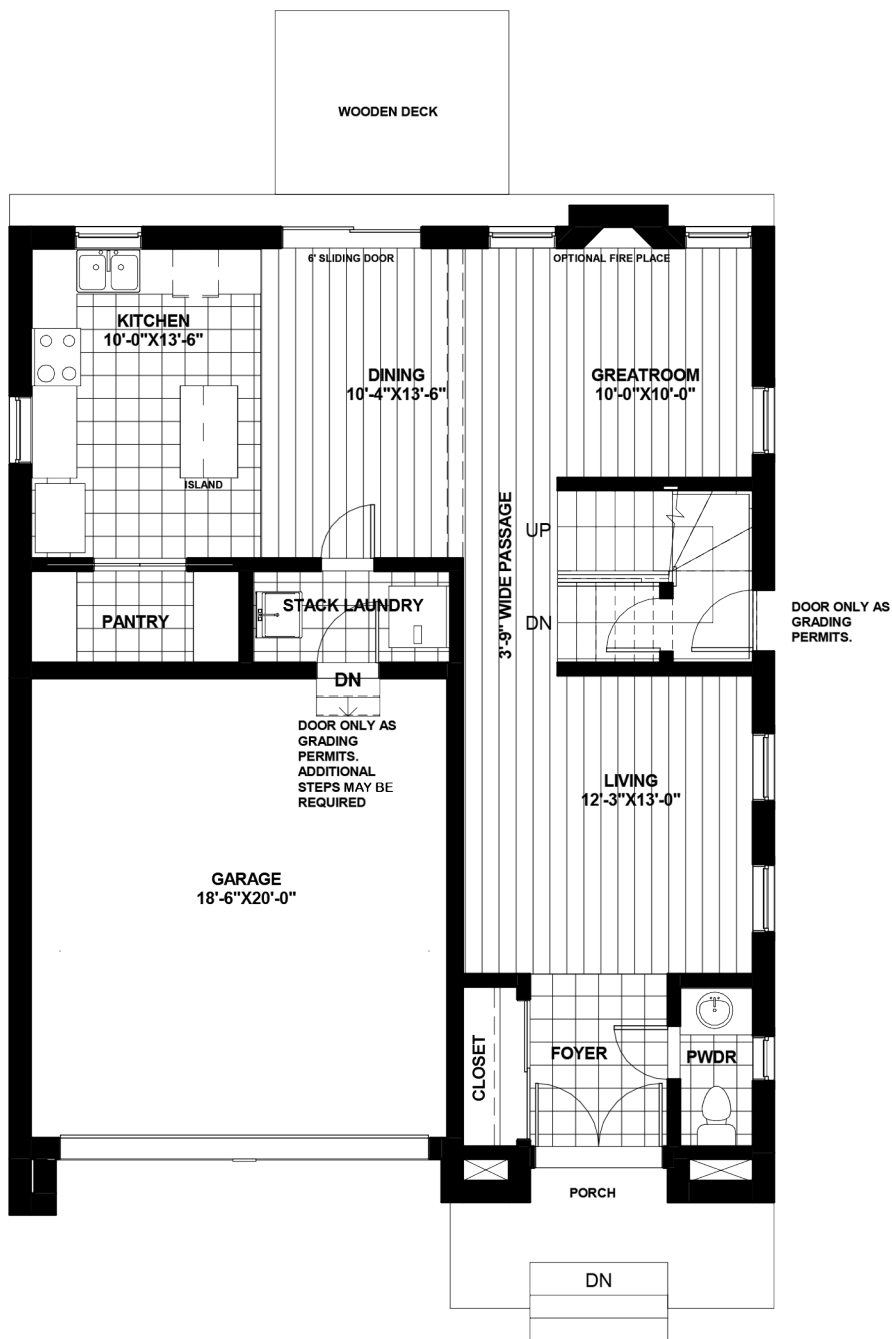 WOODEN DECK
6' SLIDING DOOR
OPTIONAL FIRE PLACE
KITCHEN
10'-0"X13'-6"
DINING
10'-4"X13'-6"
GREATROOM
10'-0"X10'-0"
ISLAND
3'-9" WIDE PASSAGE
UP
DN
DOOR ONLY AS
GRADING
PERMITS.
PANTRY
STACK LAUNDRY
DN
DOOR ONLY AS
GRADING
PERMITS.
ADDITIONAL
STEPS MAY BE
REQUIRED
LIVING
12'-3"X13'-0"
GARAGE
18'-6"X20'-0"
CLOSET
FOYER
PWDR
PORCH
DN